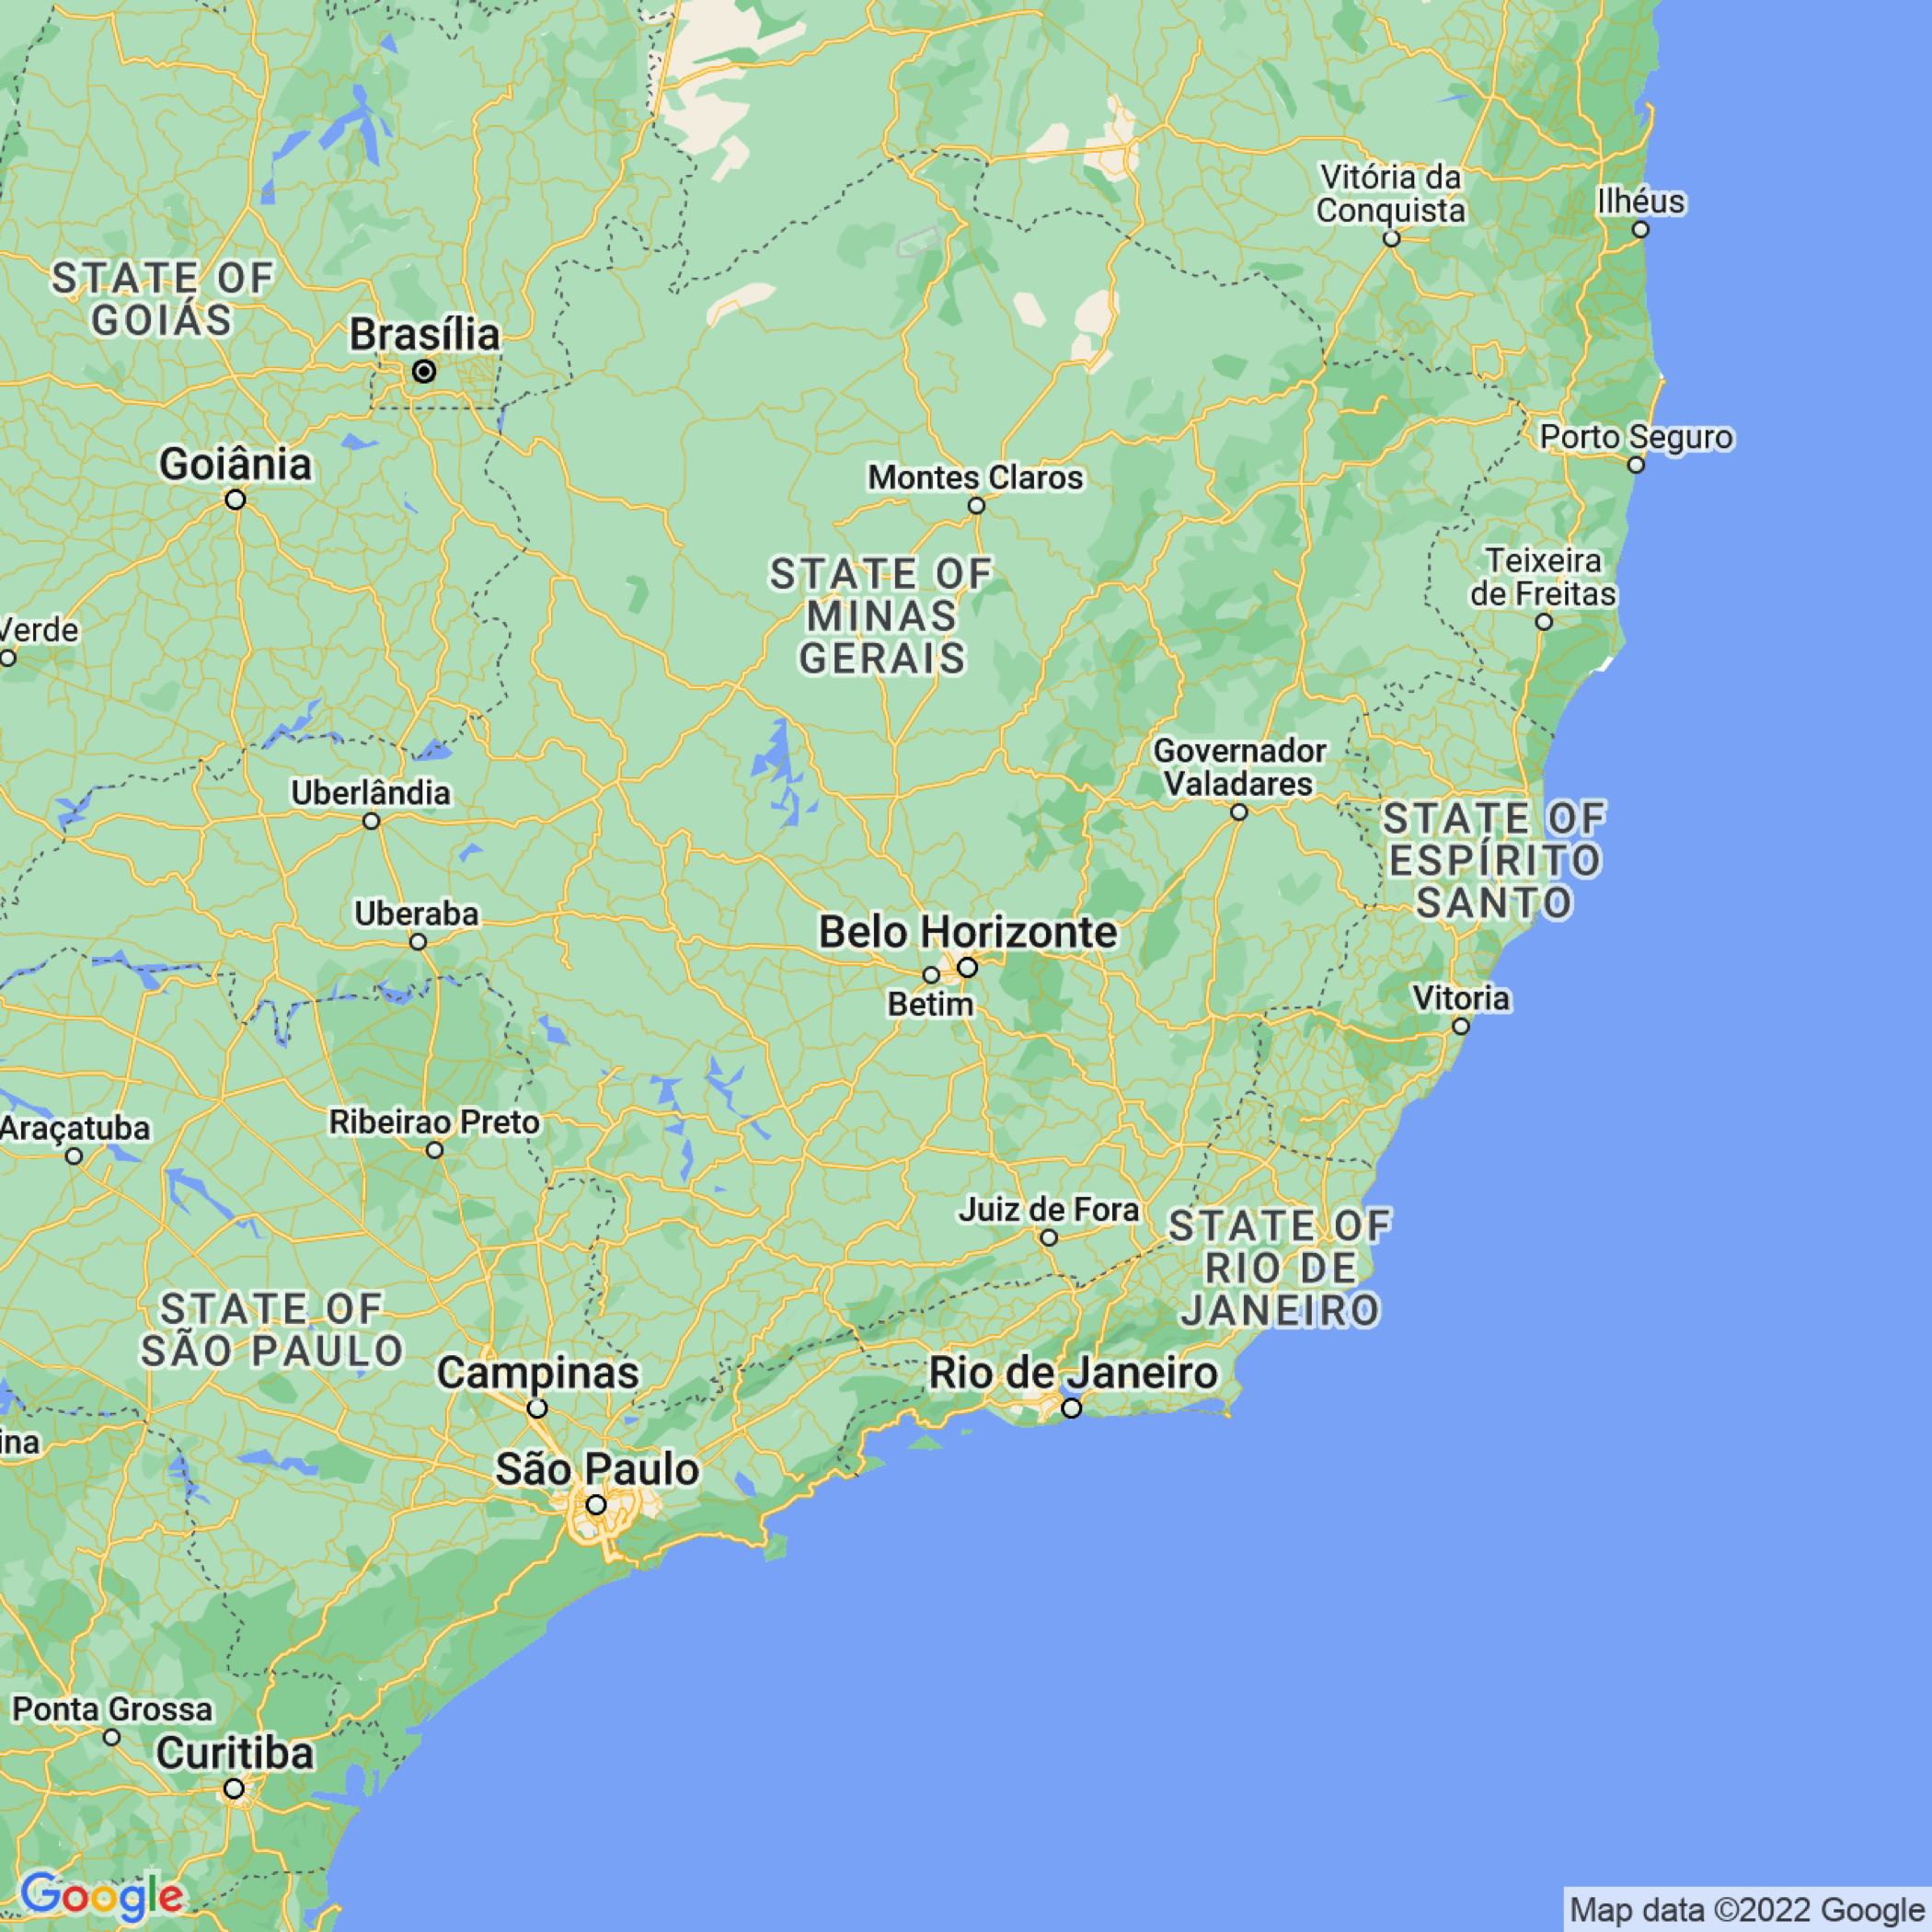 Vitória da
Conquista
Ilhéus
STATE OF
GOIÁS
Brasília
Porto Seguro
Goiânia
Montes Claros
Teixeira
de Freitas
STATE OF
MINAS
GERAIS
Verde
Governador
Valadares
Uberlândia
STATE OF
ESPÍRITO
SANTO
Uberaba
Belo Horizonte
Betim
Vitoria
Araçatuba
Ribeirao Preto
Juiz de Fora
STATE OF
RIO DE
JANEIRO
STATE OF
SÃO PAULO
Campinas
Rio de Janeiro
ina
São Paulo
Ponta Grossa
Curitiba
Google
Map data ©2022 Google